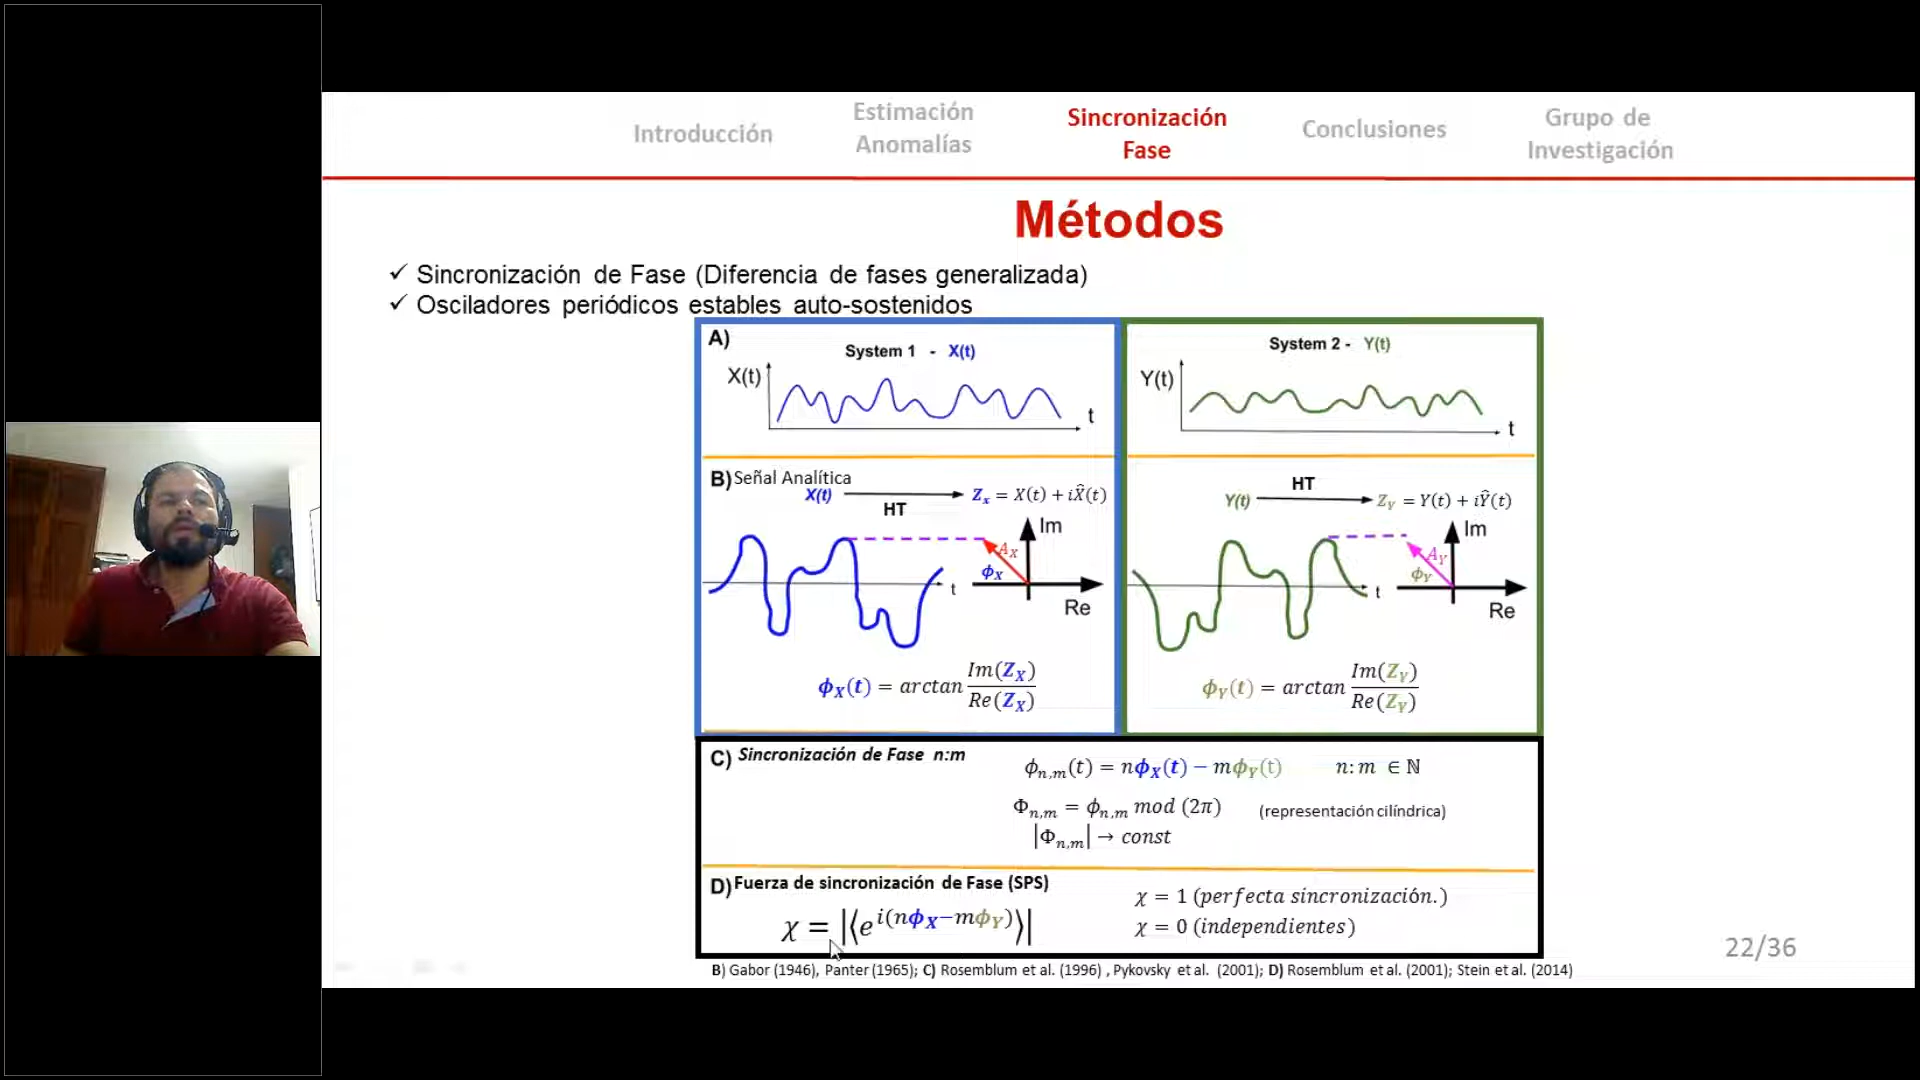 Introducción
Estimación
Anomalías
Sincronización
Fase
Conclusiones
Grupo de
Investigación
Métodos
✓ Sincronización de Fase (Diferencia de fases generalizada)
✓ Osciladores periódicos estables auto-sostenidos
A)
System 1 - X(t)
X(t)
t
System 2 - Y(t)
Y(t)
t
B) Señal Analítica
X(t) HT Z_x = X(t) + iX̂(t)
Im
A_X
ϕ_X
t
Re
ϕ_X(t) = arctan Im(Z_X) / Re(Z_X)
Y(t) HT Z_Y = Y(t) + iŶ(t)
Im
A_Y
ϕ_Y
t
Re
ϕ_Y(t) = arctan Im(Z_Y) / Re(Z_Y)
C) Sincronización de Fase n:m
ϕ_{n,m}(t) = nϕ_X(t) − mϕ_Y(t) n:m ∈ ℕ
Φ_{n,m} = ϕ_{n,m} mod (2π) (representación cilíndrica)
|Φ_{n,m}| → const
D) Fuerza de sincronización de Fase (SPS)
χ = |⟨e^{i(nϕ_X−mϕ_Y)}⟩|
χ = 1 (perfecta sincronización.)
χ = 0 (independientes)
B) Gabor (1946), Panter (1965); C) Rosemblum et al. (1996) , Pykovsky et al. (2001); D) Rosemblum et al. (2001); Stein et al. (2014)
22/36